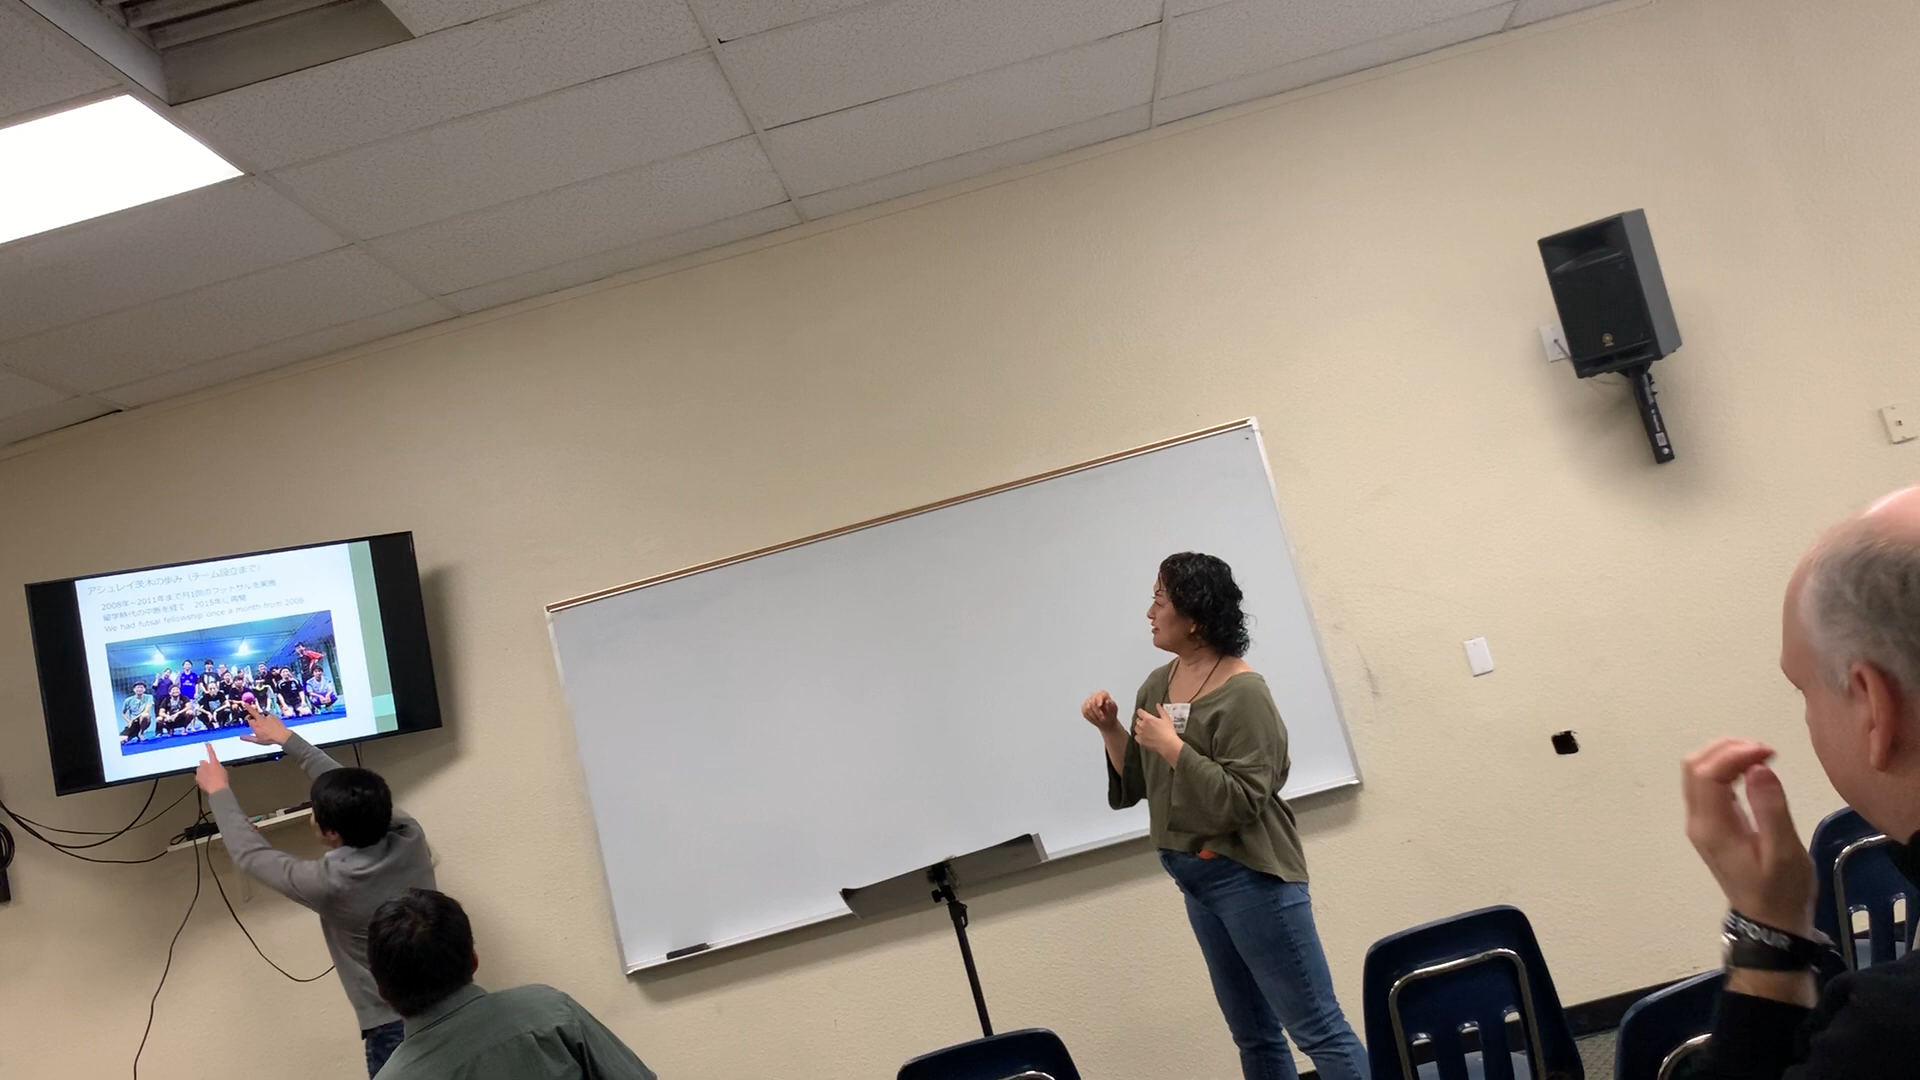 アシュレイ茨木の歩み（チーム設立まで）
2008年~2011年まで月1回のフットサルを実施
留学時代の中断を経て　2015年に再開
We had futsal fellowship once a month from 2008
FOUR